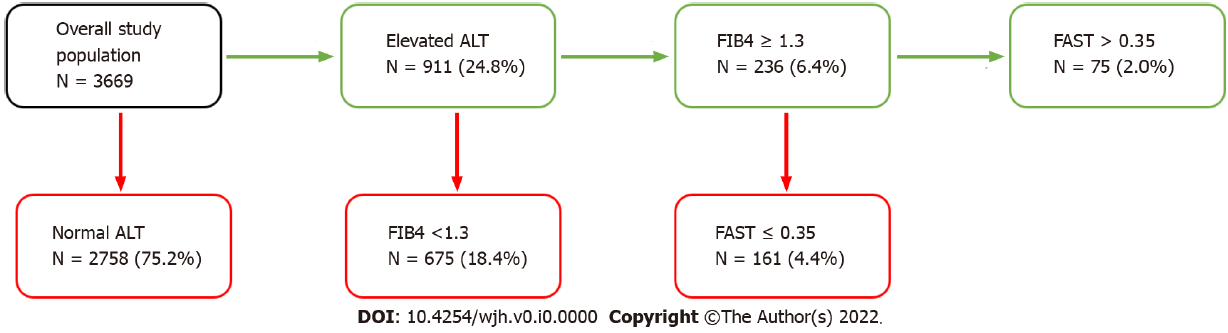 Overall study
population
N = 3669
Elevated ALT
N = 911 (24.8%)
FIB4 ≥ 1.3
N = 236 (6.4%)
FAST > 0.35
N = 75 (2.0%)
Normal ALT
N = 2758 (75.2%)
FIB4 <1.3
N = 675 (18.4%)
FAST ≤ 0.35
N = 161 (4.4%)
DOI: 10.4254/wjh.v0.i0.0000 Copyright ©The Author(s) 2022.